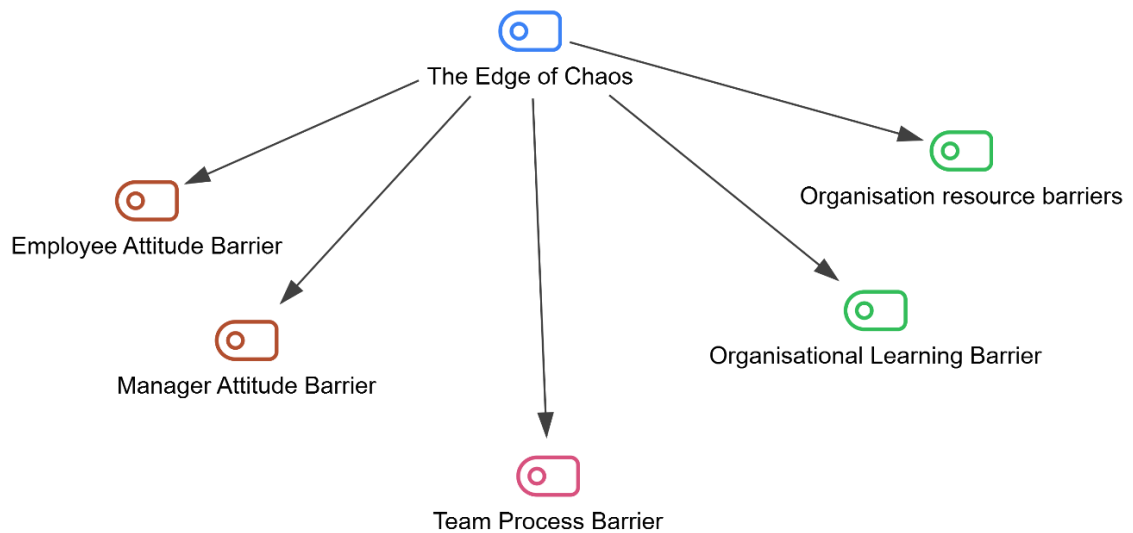 The Edge of Chaos
Organisation resource barriers
Employee Attitude Barrier
Organisational Learning Barrier
Manager Attitude Barrier
Team Process Barrier